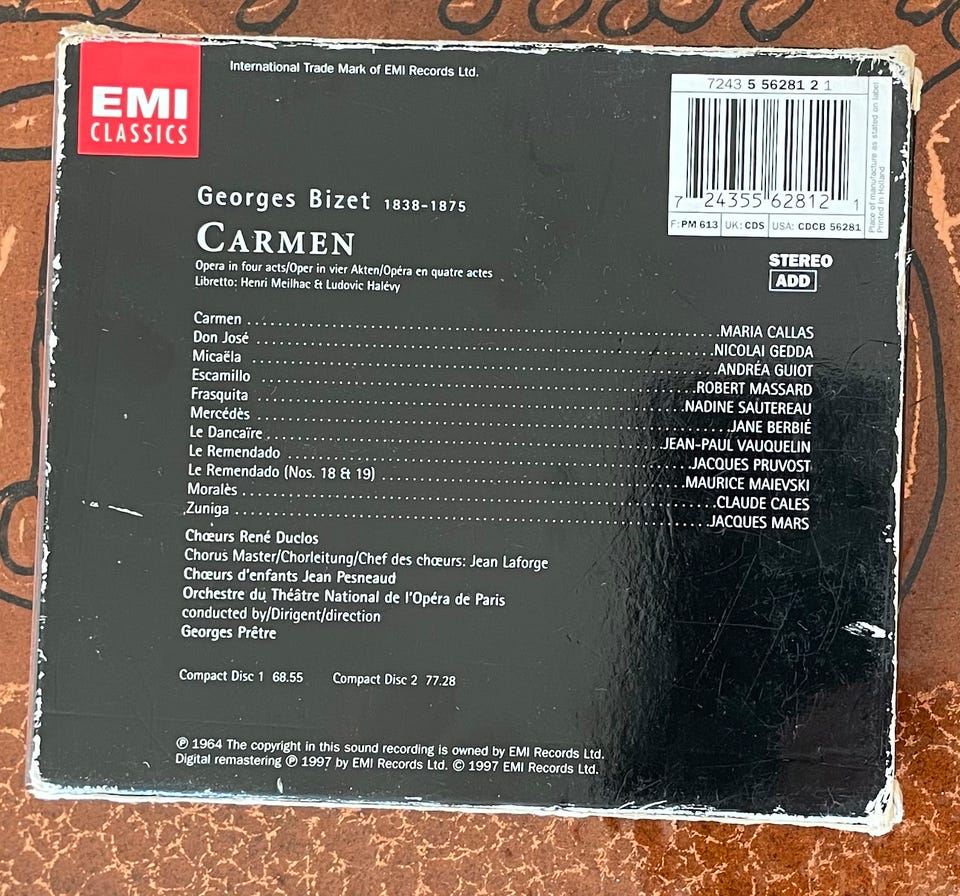 EMI
CLASSICS
International Trade Mark of EMI Records Ltd.
7243 5 56281 2 1
7 24355 62812 1
F: PM 613 UK: CDS USA: CDCB 56281
Place of manufacture as stated on label
Printed in Holland
Georges Bizet 1838-1875
CARMEN
Opera in four acts/Oper in vier Akten/Opéra en quatre actes
Libretto: Henri Meilhac & Ludovic Halévy
STEREO
ADD
Carmen MARIA CALLAS
Don José NICOLAI GEDDA
Micaëla ANDRÉA GUIOT
Escamillo ROBERT MASSARD
Frasquita NADINE SAUTEREAU
Mercédès JANE BERBIÉ
Le Dancaïre JEAN-PAUL VAUQUELIN
Le Remendado JACQUES PRUVOST
Le Remendado (Nos. 18 & 19) MAURICE MAIEVSKI
Moralès CLAUDE CALES
Zuniga JACQUES MARS
Chœurs René Duclos
Chorus Master/Chorleitung/Chef des chœurs: Jean Laforge
Chœurs d'enfants Jean Pesneaud
Orchestre du Théâtre National de l'Opéra de Paris
conducted by/Dirigent/direction
Georges Prêtre
Compact Disc 1 68.55 Compact Disc 2 77.28
℗ 1964 The copyright in this sound recording is owned by EMI Records Ltd.
Digital remastering ℗ 1997 by EMI Records Ltd. © 1997 EMI Records Ltd.